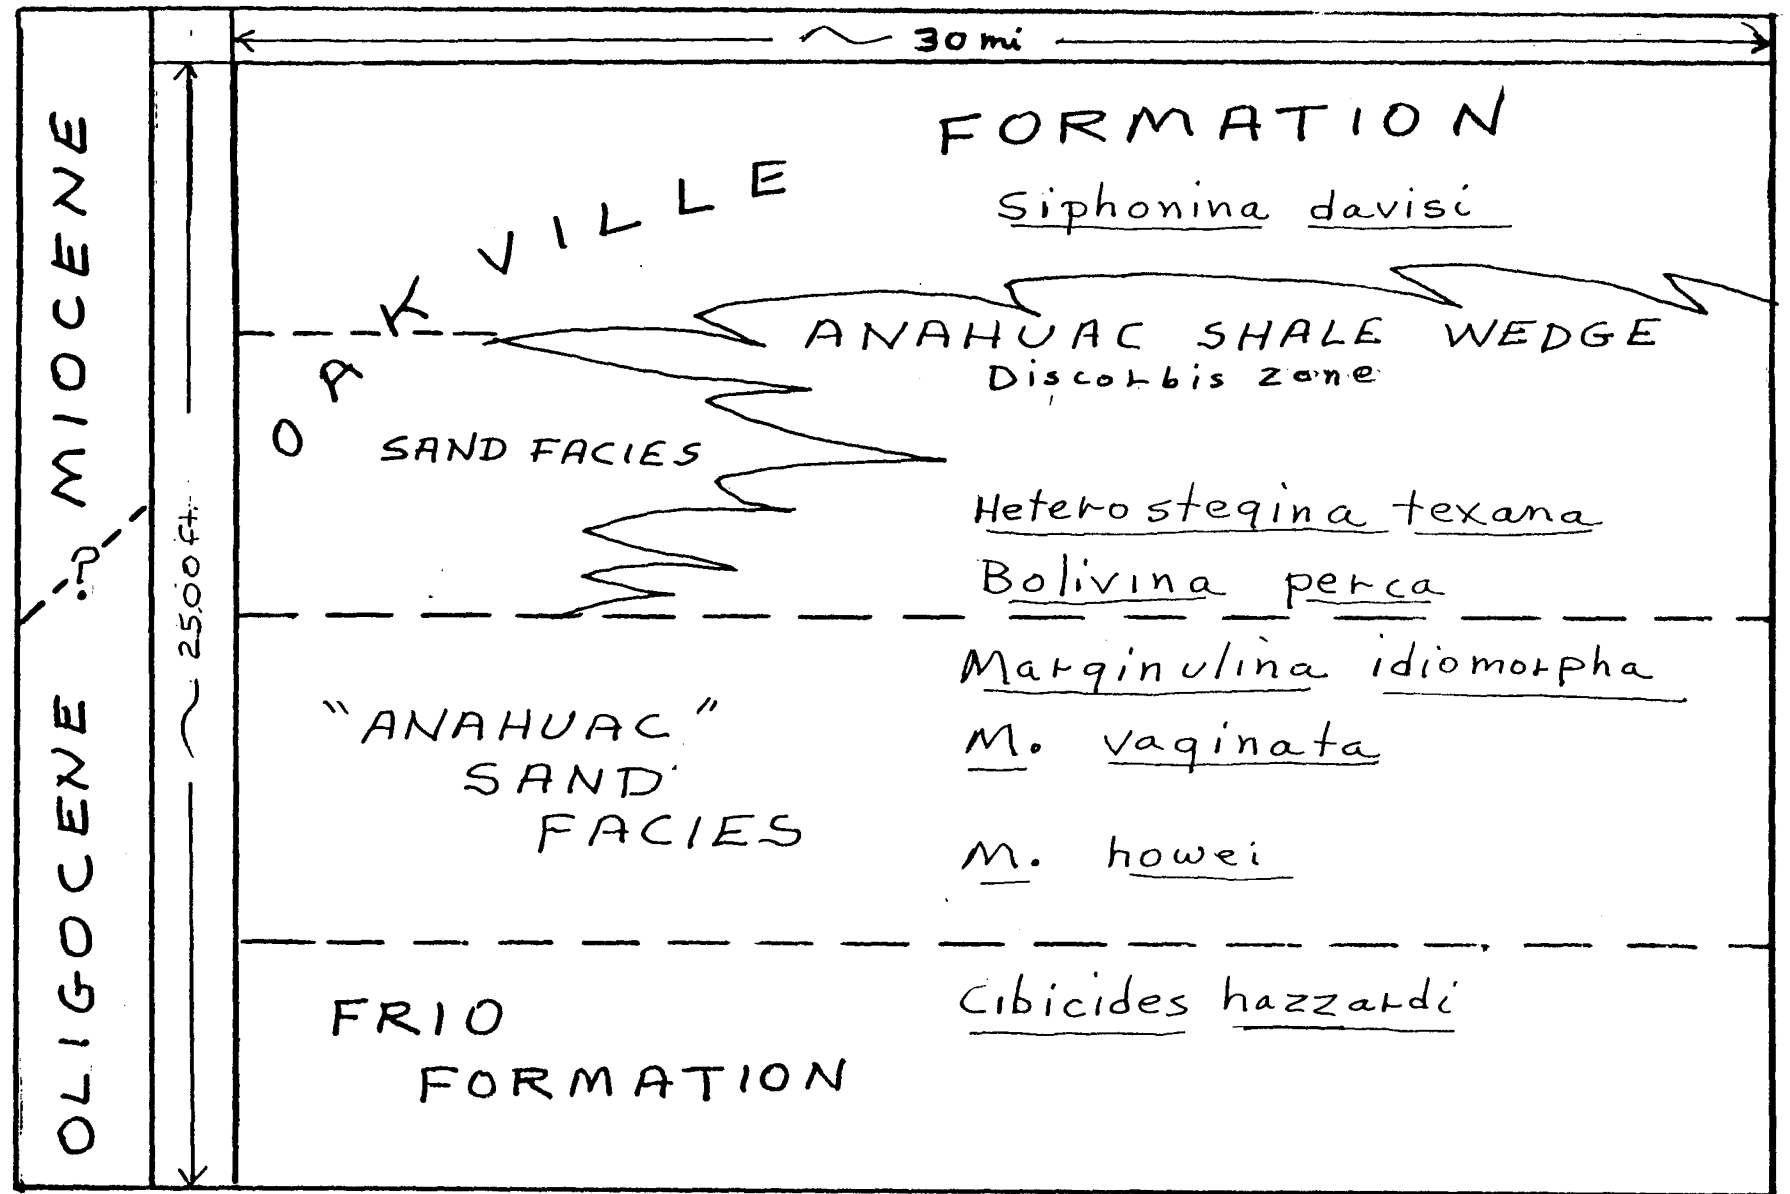 ~ 30 mi
MIOCENE
?
OLIGOCENE
~ 2500 ft.
OAKVILLE FORMATION
Siphonina davisi
ANAHUAC SHALE WEDGE
Discorbis zone
SAND FACIES
Heterostegina texana
Bolivina perca
Marginulina idiomorpha
"ANAHUAC"
SAND
FACIES
M. vaginata
M. howei
Cibicides hazzardi
FRIO
FORMATION